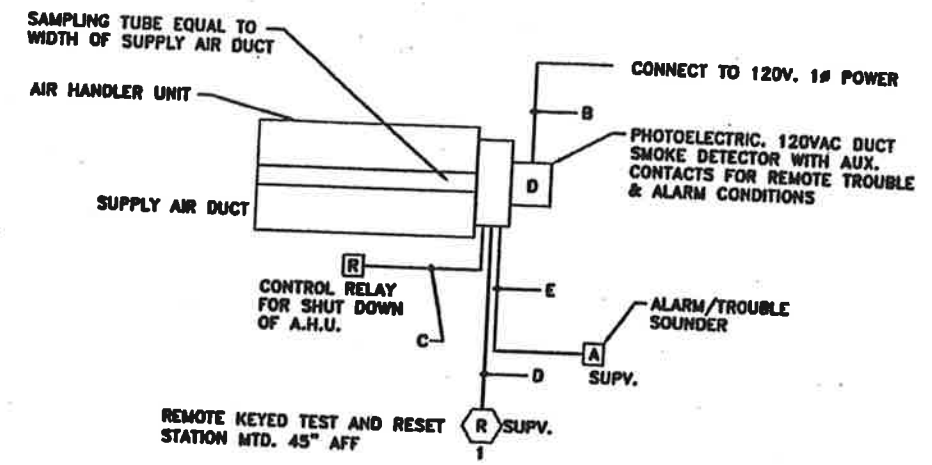 SAMPLING TUBE EQUAL TO
WIDTH OF SUPPLY AIR DUCT
AIR HANDLER UNIT
SUPPLY AIR DUCT
CONNECT TO 120V. 1Ø POWER
B
PHOTOELECTRIC. 120VAC DUCT
SMOKE DETECTOR WITH AUX.
CONTACTS FOR REMOTE TROUBLE
& ALARM CONDITIONS
D
R
CONTROL RELAY
FOR SHUT DOWN
OF A.H.U.
C
E
ALARM/TROUBLE
SOUNDER
A
SUPV.
D
REMOTE KEYED TEST AND RESET
STATION MTD. 45" AFF
R
SUPV.
1